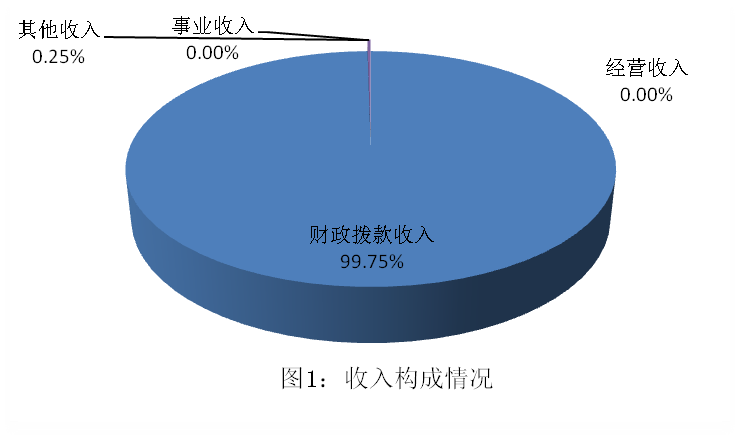 其他收入
0.25%
事业收入
0.00%
经营收入
0.00%
财政拨款收入
99.75%
图1：收入构成情况